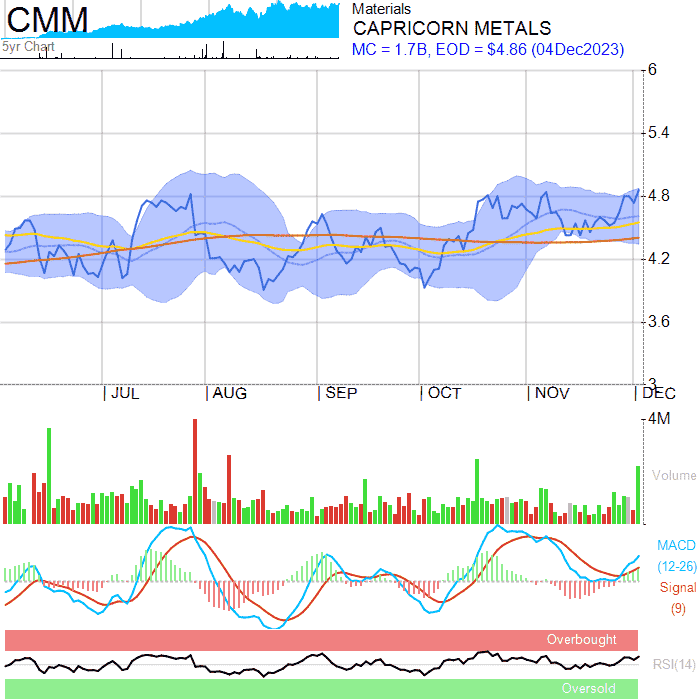 CMM
5yr Chart
Materials
CAPRICORN METALS
MC = 1.7B, EOD = $4.86 (04Dec2023)
6
5.4
4.8
4.2
3.6
3
JUL AUG SEP OCT NOV DEC
4M
Volume
MACD
(12-26)
Signal
(9)
Overbought
RSI(14)
Oversold